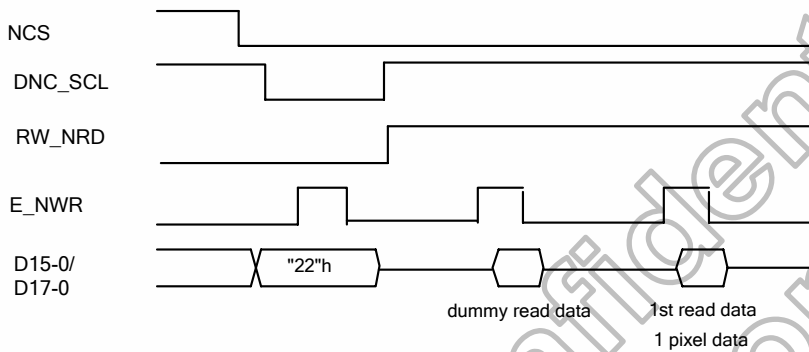 NCS
DNC_SCL
RW_NRD
E_NWR
D15-0/
D17-0
"22"h
dummy read data
1st read data
1 pixel data